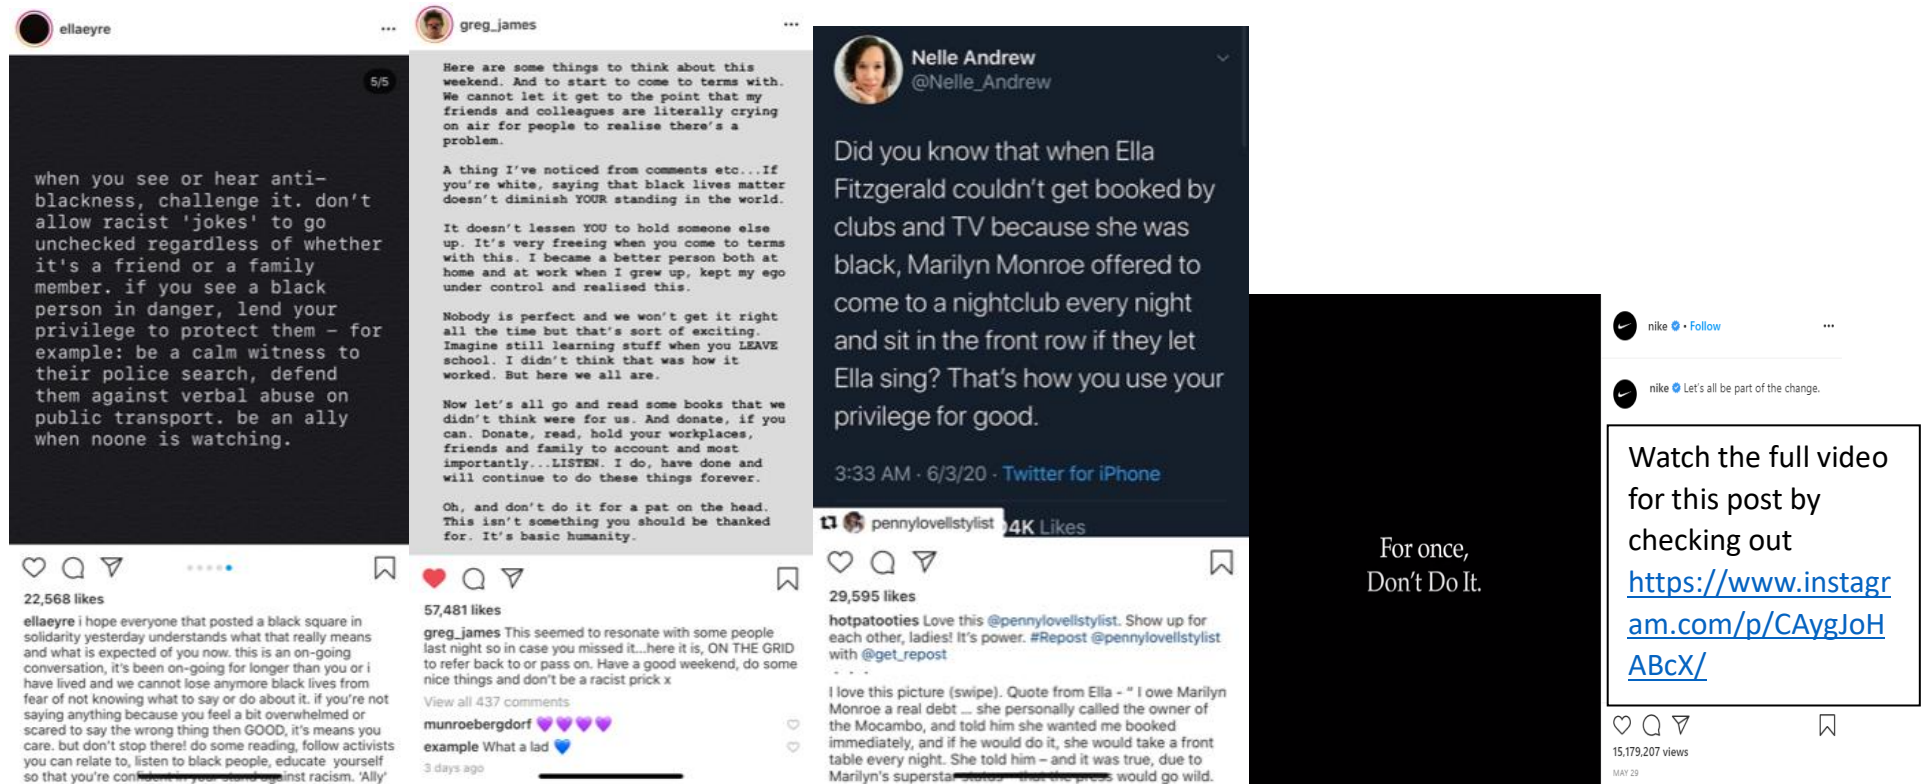 ellaeyre
5/5
when you see or hear anti-
blackness, challenge it. don't
allow racist 'jokes' to go
unchecked regardless of whether
it's a friend or a family
member. if you see a black
person in danger, lend your
privilege to protect them – for
example: be a calm witness to
their police search, defend
them against verbal abuse on
public transport. be an ally
when noone is watching.
22,568 likes
ellaeyre i hope everyone that posted a black square in
solidarity yesterday understands what that really means
and what is expected of you now. this is an on-going
conversation, it's been on-going for longer than you or i
have lived and we cannot lose anymore black lives from
fear of not knowing what to say or do about it. if you're not
saying anything because you feel a bit overwhelmed or
scared to say the wrong thing then GOOD, it's means you
care. but don't stop there! do some reading, follow activists
you can relate to, listen to black people, educate yourself
so that you're confident in your stand against racism. 'Ally'
greg_james
Here are some things to think about this
weekend. And to start to come to terms with.
We cannot let it get to the point that my
friends and colleagues are literally crying
on air for people to realise there's a
problem.
A thing I've noticed from comments etc...If
you're white, saying that black lives matter
doesn't diminish YOUR standing in the world.
It doesn't lessen YOU to hold someone else
up. It's very freeing when you come to terms
with this. I became a better person both at
home and at work when I grew up, kept my ego
under control and realised this.
Nobody is perfect and we won't get it right
all the time but that's sort of exciting.
Imagine still learning stuff when you LEAVE
school. I didn't think that was how it
worked. But here we all are.
Now let's all go and read some books that we
didn't think were for us. And donate, if you
can. Donate, read, hold your workplaces,
friends and family to account and most
importantly...LISTEN. I do, have done and
will continue to do these things forever.
Oh, and don't do it for a pat on the head.
This isn't something you should be thanked
for. It's basic humanity.
57,481 likes
greg_james This seemed to resonate with some people
last night so in case you missed it...here it is, ON THE GRID
to refer back to or pass on. Have a good weekend, do some
nice things and don't be a racist prick x
View all 437 comments
munroebergdorf 💜💜💜💜
example What a lad 💙
3 days ago
Nelle Andrew
@Nelle_Andrew
Did you know that when Ella
Fitzgerald couldn't get booked by
clubs and TV because she was
black, Marilyn Monroe offered to
come to a nightclub every night
and sit in the front row if they let
Ella sing? That's how you use your
privilege for good.
3:33 AM · 6/3/20 · Twitter for iPhone
pennylovellstylist 4K Likes
29,595 likes
hotpatooties Love this @pennylovellstylist. Show up for
each other, ladies! It's power. #Repost @pennylovellstylist
with @get_repost
- - -
I love this picture (swipe). Quote from Ella - " I owe Marilyn
Monroe a real debt ... she personally called the owner of
the Mocambo, and told him she wanted me booked
immediately, and if he would do it, she would take a front
table every night. She told him – and it was true, due to
Marilyn's superstar status – that the press would go wild.
For once,
Don't Do It.
nike • Follow
nike Let's all be part of the change.
Watch the full video
for this post by
checking out
https://www.instagr
am.com/p/CAygJoH
ABcX/
15,179,207 views
MAY 29